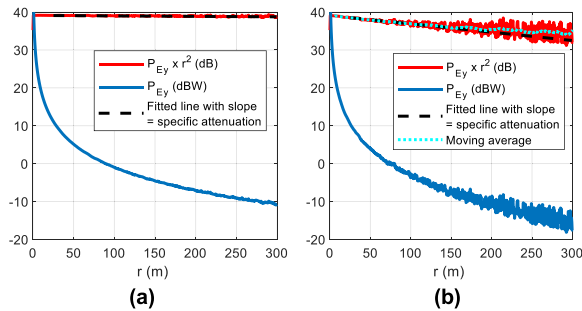 40
30
20
10
0
-10
-20
0 50 100 150 200 250 300
r (m)
P_Ey x r² (dB)
P_Ey (dBW)
Fitted line with slope
= specific attenuation
(a)
40
30
20
10
0
-10
-20
0 50 100 150 200 250 300
r (m)
P_Ey x r² (dB)
P_Ey (dBW)
Fitted line with slope
= specific attenuation
Moving average
(b)